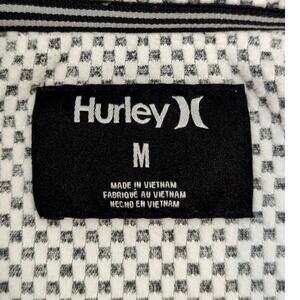 Hurley
M
MADE IN VIETNAM
FABRIQUÉ AU VIETNAM
HECHO EN VIETNAM